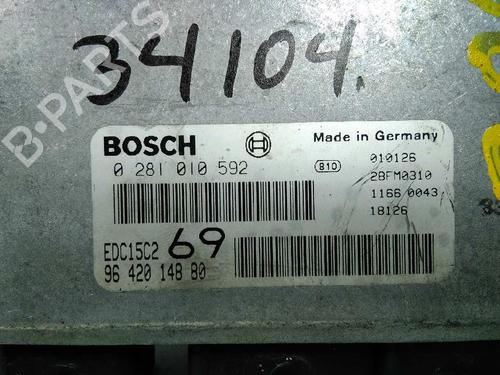 34104.
B-PARTS
BOSCH
Made in Germany
0 281 010 592
B10
010126
28FM0310
1166 0043
18126
EDC15C2 69
96 420 148 80